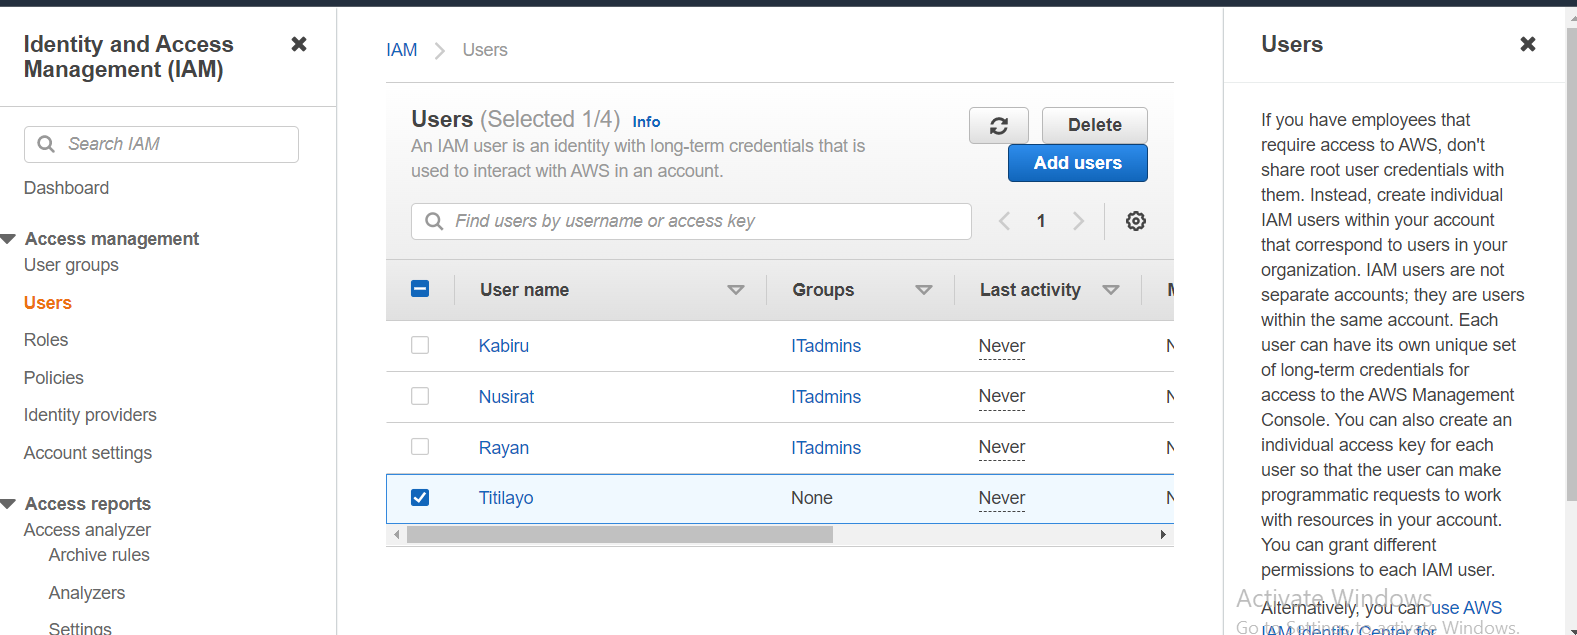 Identity and Access
Management (IAM)
Search IAM
Dashboard
Access management
User groups
Users
Roles
Policies
Identity providers
Account settings
Access reports
Access analyzer
Archive rules
Analyzers
Settings
IAM Users
Users (Selected 1/4) Info
An IAM user is an identity with long-term credentials that is
used to interact with AWS in an account.
Delete
Add users
Find users by username or access key
1
User name Groups Last activity
Kabiru ITadmins Never
Nusirat ITadmins Never
Rayan ITadmins Never
Titilayo None Never
Users
If you have employees that
require access to AWS, don't
share root user credentials with
them. Instead, create individual
IAM users within your account
that correspond to users in your
organization. IAM users are not
separate accounts; they are users
within the same account. Each
user can have its own unique set
of long-term credentials for
access to the AWS Management
Console. You can also create an
individual access key for each
user so that the user can make
programmatic requests to work
with resources in your account.
You can grant different
permissions to each IAM user.
Activate Windows
Alternatively, you can use AWS
Go to Settings to activate Windows.
IAM Identity Center for